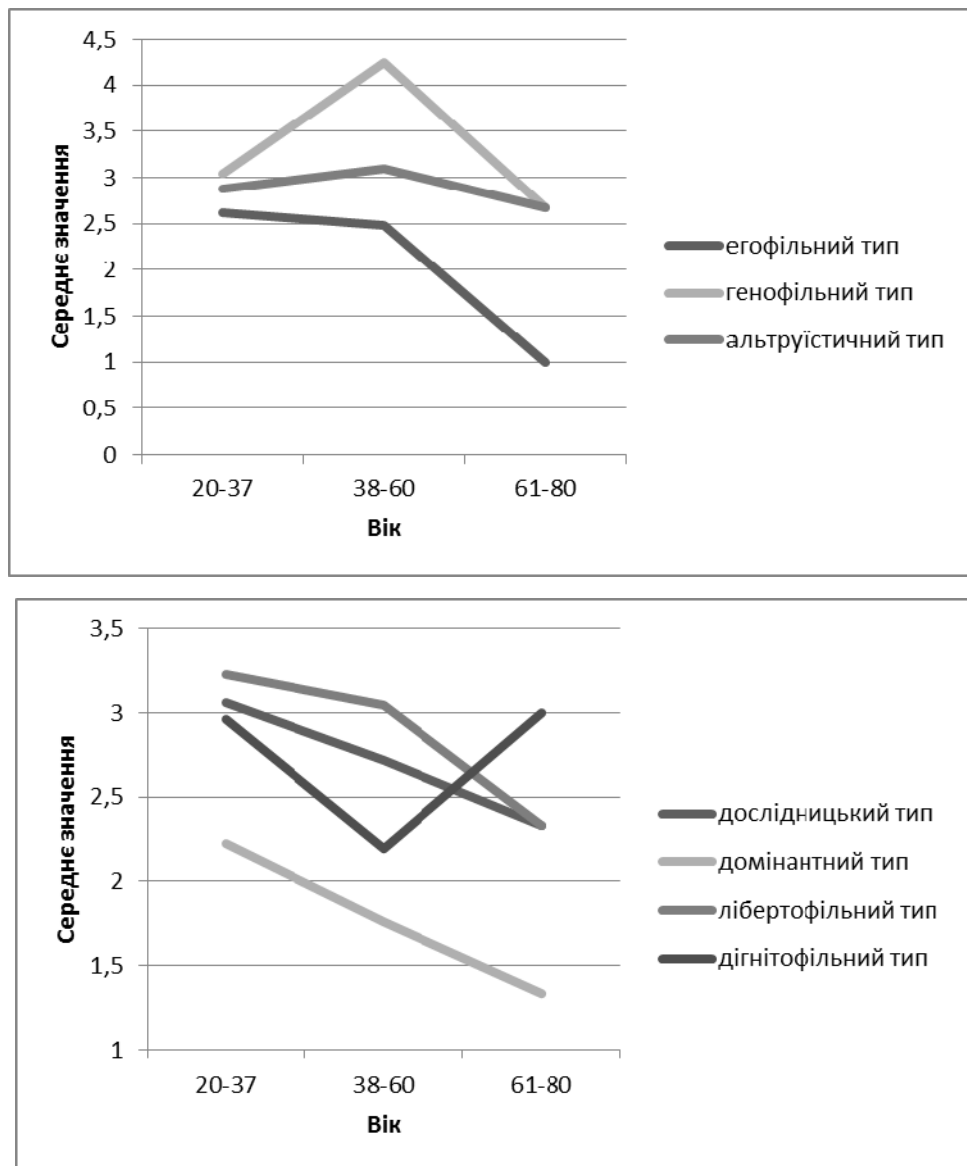 4,5
4
3,5
3
2,5
2
1,5
1
0,5
0
Середнє значення
20-37 38-60 61-80
Вік
егофільний тип
генофільний тип
альтруїстичний тип
3,5
3
2,5
2
1,5
1
Середнє значення
20-37 38-60 61-80
Вік
дослідницький тип
домінантний тип
лібертофільний тип
дігнітофільний тип